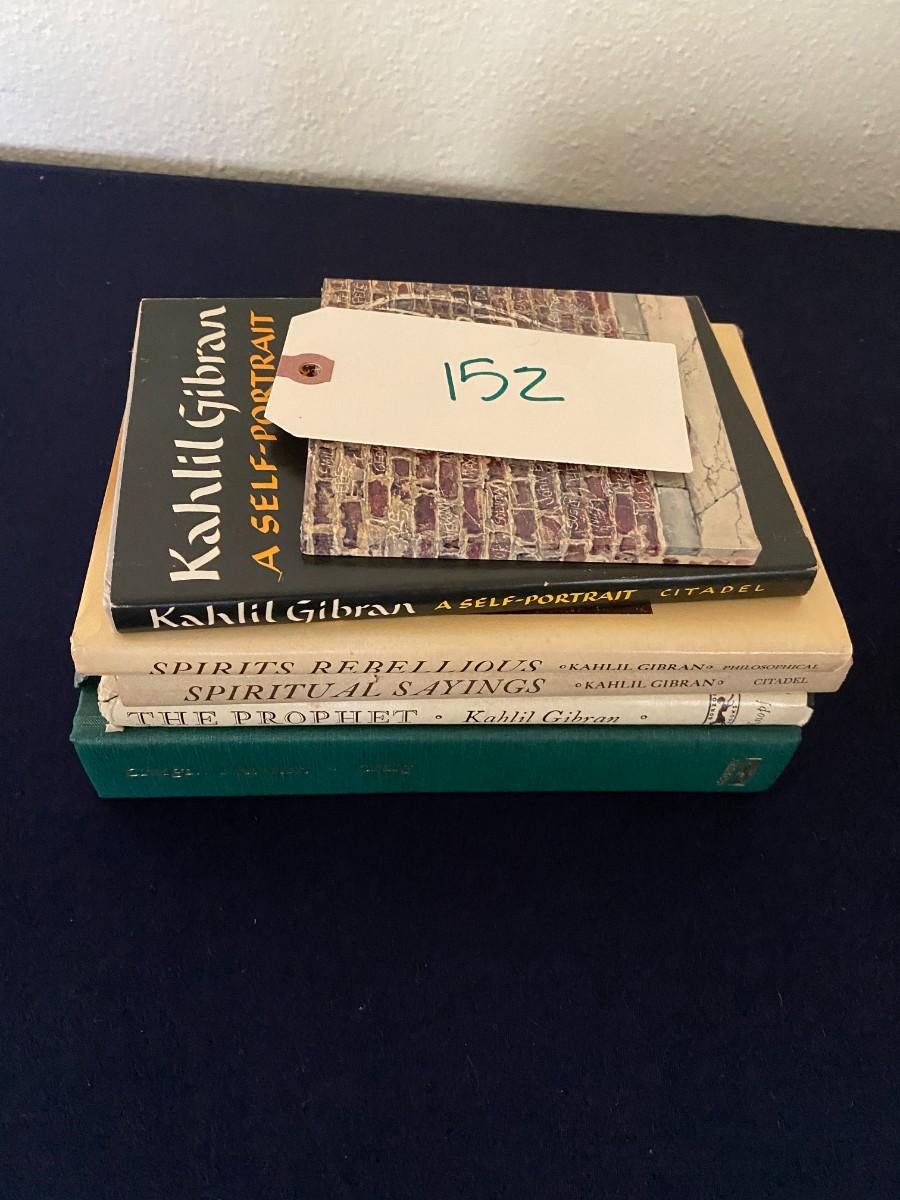 152
Kahlil Gibran
A SELF-PORTRAIT
Kahlil Gibran A SELF-PORTRAIT CITADEL
SPIRITS REBELLIOUS KAHLIL GIBRAN PHILOSOPHICAL
SPIRITUAL SAYINGS KAHLIL GIBRAN CITADEL
THE PROPHET • Kahlil Gibran